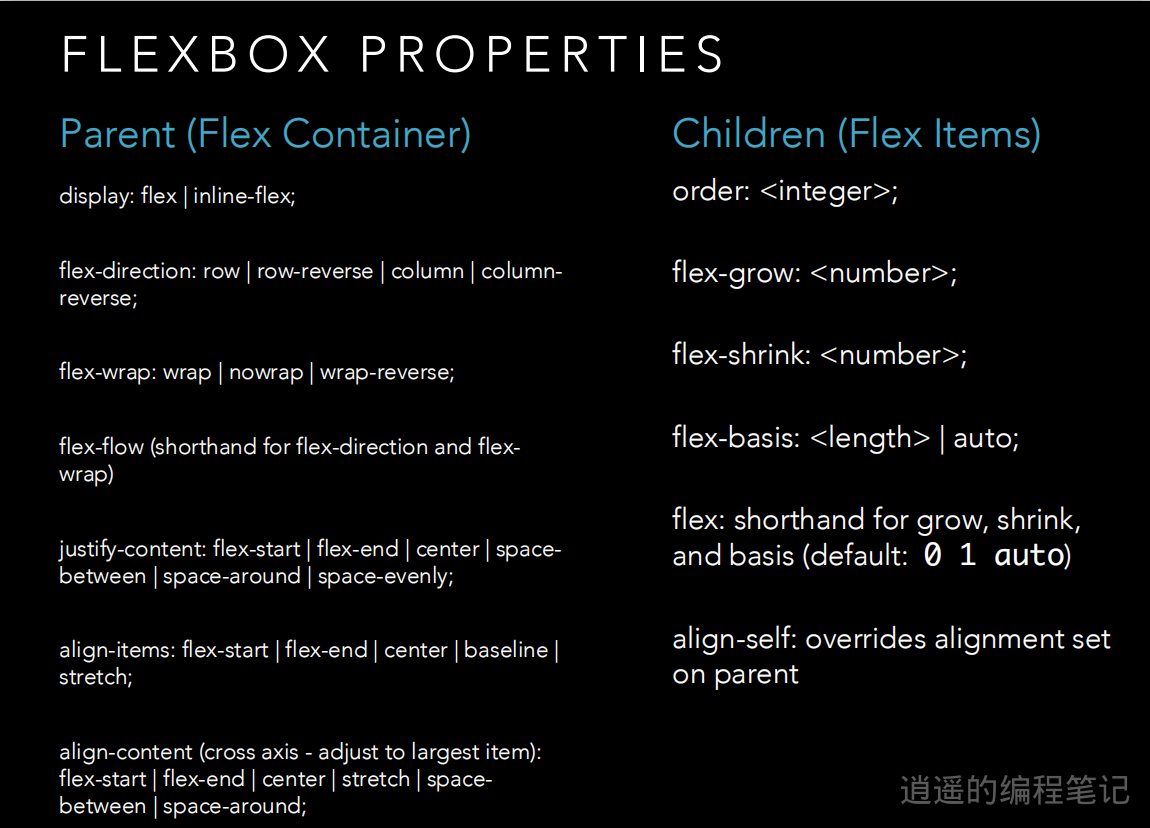 FLEXBOX PROPERTIES
Parent (Flex Container)
display: flex | inline-flex;
flex-direction: row | row-reverse | column | column-
reverse;
flex-wrap: wrap | nowrap | wrap-reverse;
flex-flow (shorthand for flex-direction and flex-
wrap)
justify-content: flex-start | flex-end | center | space-
between | space-around | space-evenly;
align-items: flex-start | flex-end | center | baseline |
stretch;
align-content (cross axis - adjust to largest item):
flex-start | flex-end | center | stretch | space-
between | space-around;
Children (Flex Items)
order: <integer>;
flex-grow: <number>;
flex-shrink: <number>;
flex-basis: <length> | auto;
flex: shorthand for grow, shrink,
and basis (default: 0 1 auto)
align-self: overrides alignment set
on parent
逍遥的编程笔记